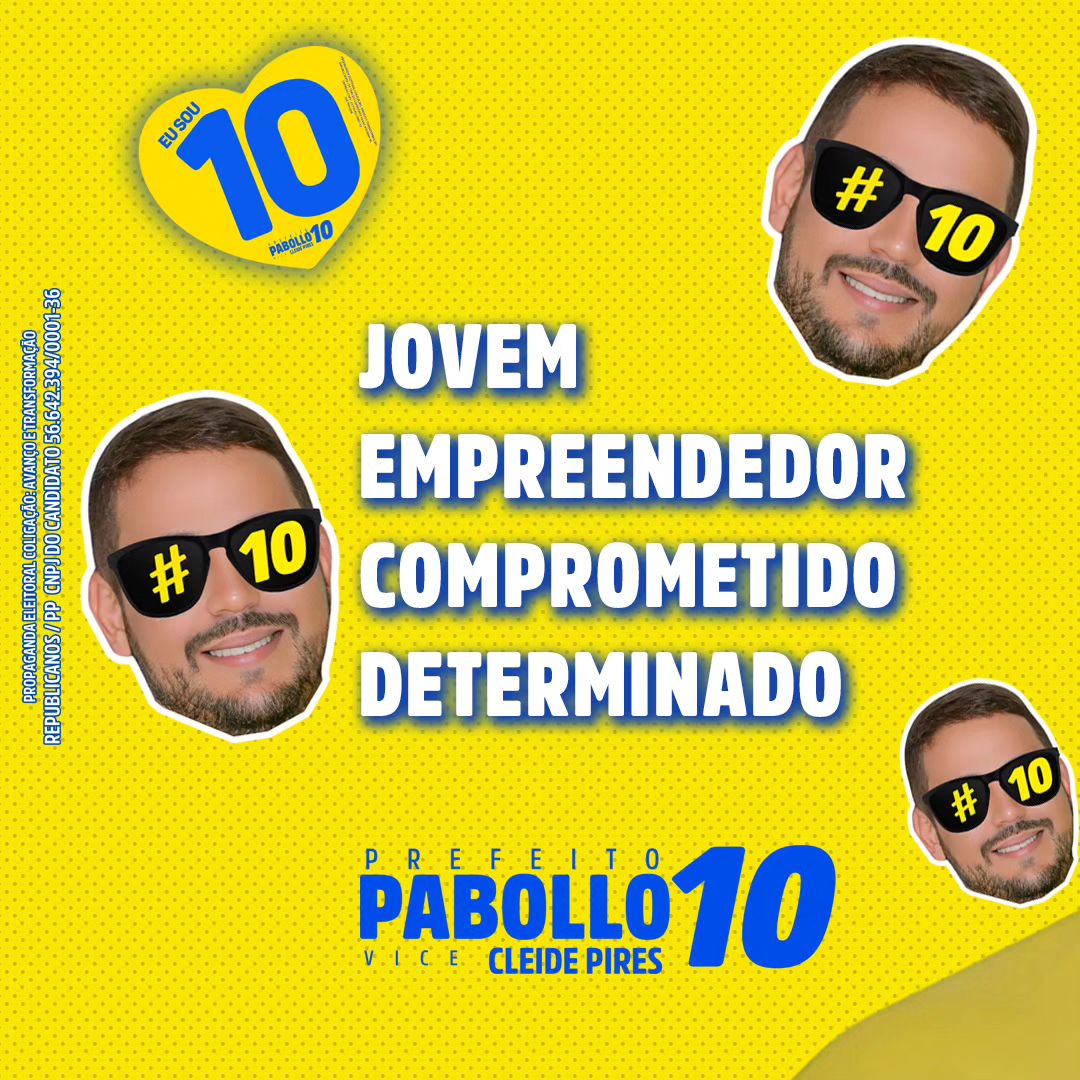 EU SOU
10
PREFEITO
PABOLLO 10
CLEIDE PIRES
#10
JOVEM
EMPREENDEDOR
COMPROMETIDO
DETERMINADO
#10
#10
PREFEITO
PABOLLO 10
VICE CLEIDE PIRES
PROPAGANDA ELEITORAL COLIGAÇÃO: AVANÇO E TRANSFORMAÇÃO
REPUBLICANOS / PP CNPJ DO CANDIDATO 56.642.394/0001-36